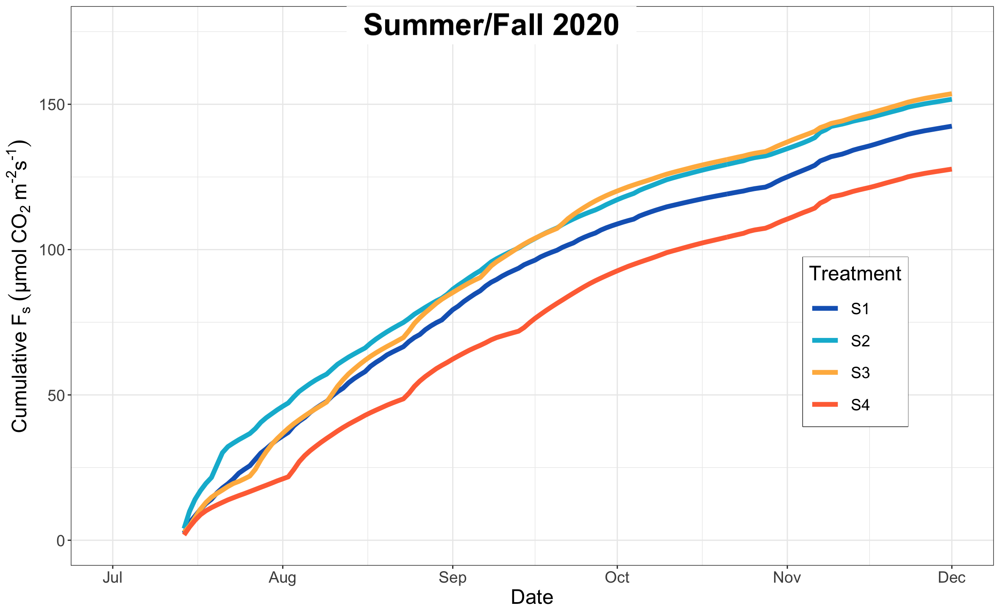 Summer/Fall 2020
Cumulative Fₛ (µmol CO₂ m⁻²s⁻¹)
150
100
50
0
Treatment
S1
S2
S3
S4
Jul Aug Sep Oct Nov Dec
Date